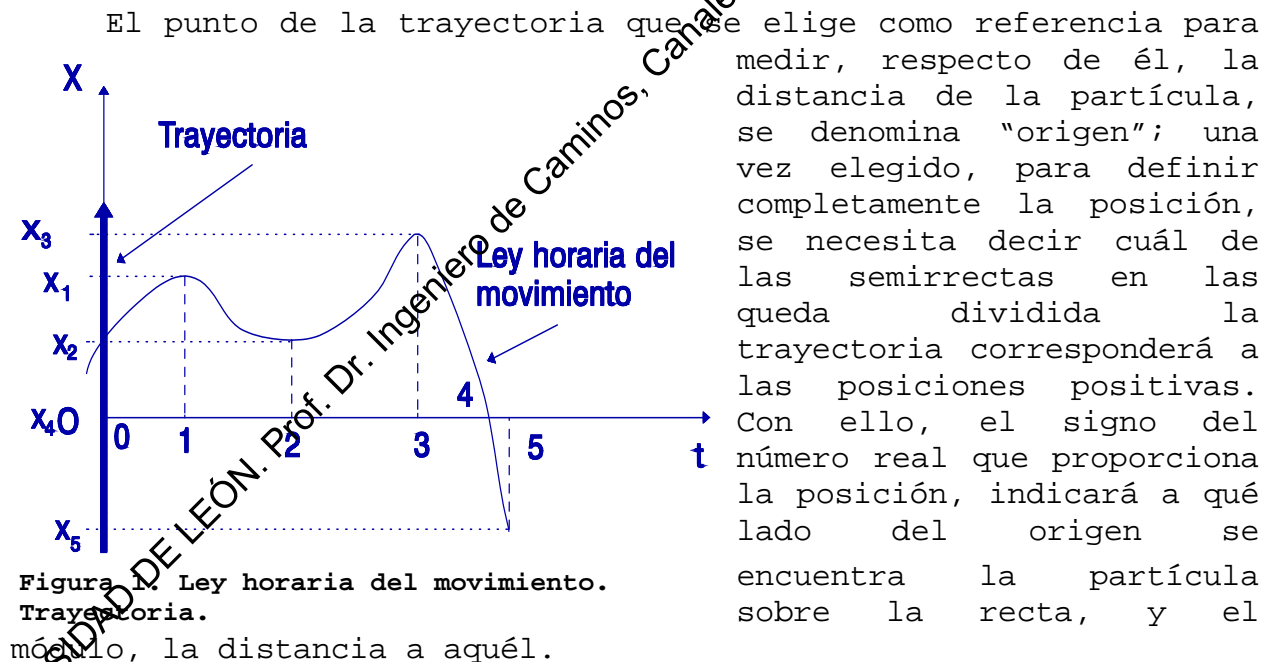 El punto de la trayectoria que se elige como referencia para
medir, respecto de él, la
distancia de la partícula,
se denomina "origen"; una
vez elegido, para definir
completamente la posición,
se necesita decir cuál de
las semirrectas en las
queda dividida la
trayectoria corresponderá a
las posiciones positivas.
Con ello, el signo del
número real que proporciona
la posición, indicará a qué
lado del origen se
encuentra la partícula
sobre la recta, y el
módulo, la distancia a aquél.
X
Trayectoria
X₃
Ley horaria del
movimiento
X₁
X₂
4
X₄O
0 1 2 3 5 t
X₅
Figura 1. Ley horaria del movimiento.
Trayectoria.
DE LEÓN. Prof. Dr. Ingeniero de Caminos,